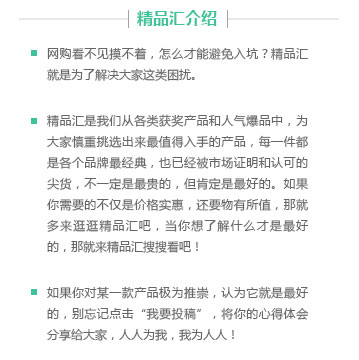 精品汇介绍
网购看不见摸不着，怎么才能避免入坑？精品汇
就是为了解决大家这类困扰。
精品汇是我们从各类获奖产品和人气爆品中，为
大家慎重挑选出来最值得入手的产品，每一件都
是各个品牌最经典，也已经被市场证明和认可的
尖货，不一定是最贵的，但肯定是最好的。如果
你需要的不仅是价格实惠，还要物有所值，那就
多来逛逛精品汇吧，当你想了解什么才是最好
的，那就来精品汇搜搜看吧！
如果你对某一款产品极为推崇，认为它就是最好
的，别忘记点击“我要投稿”，将你的心得体会
分享给大家，人人为我，我为人人！